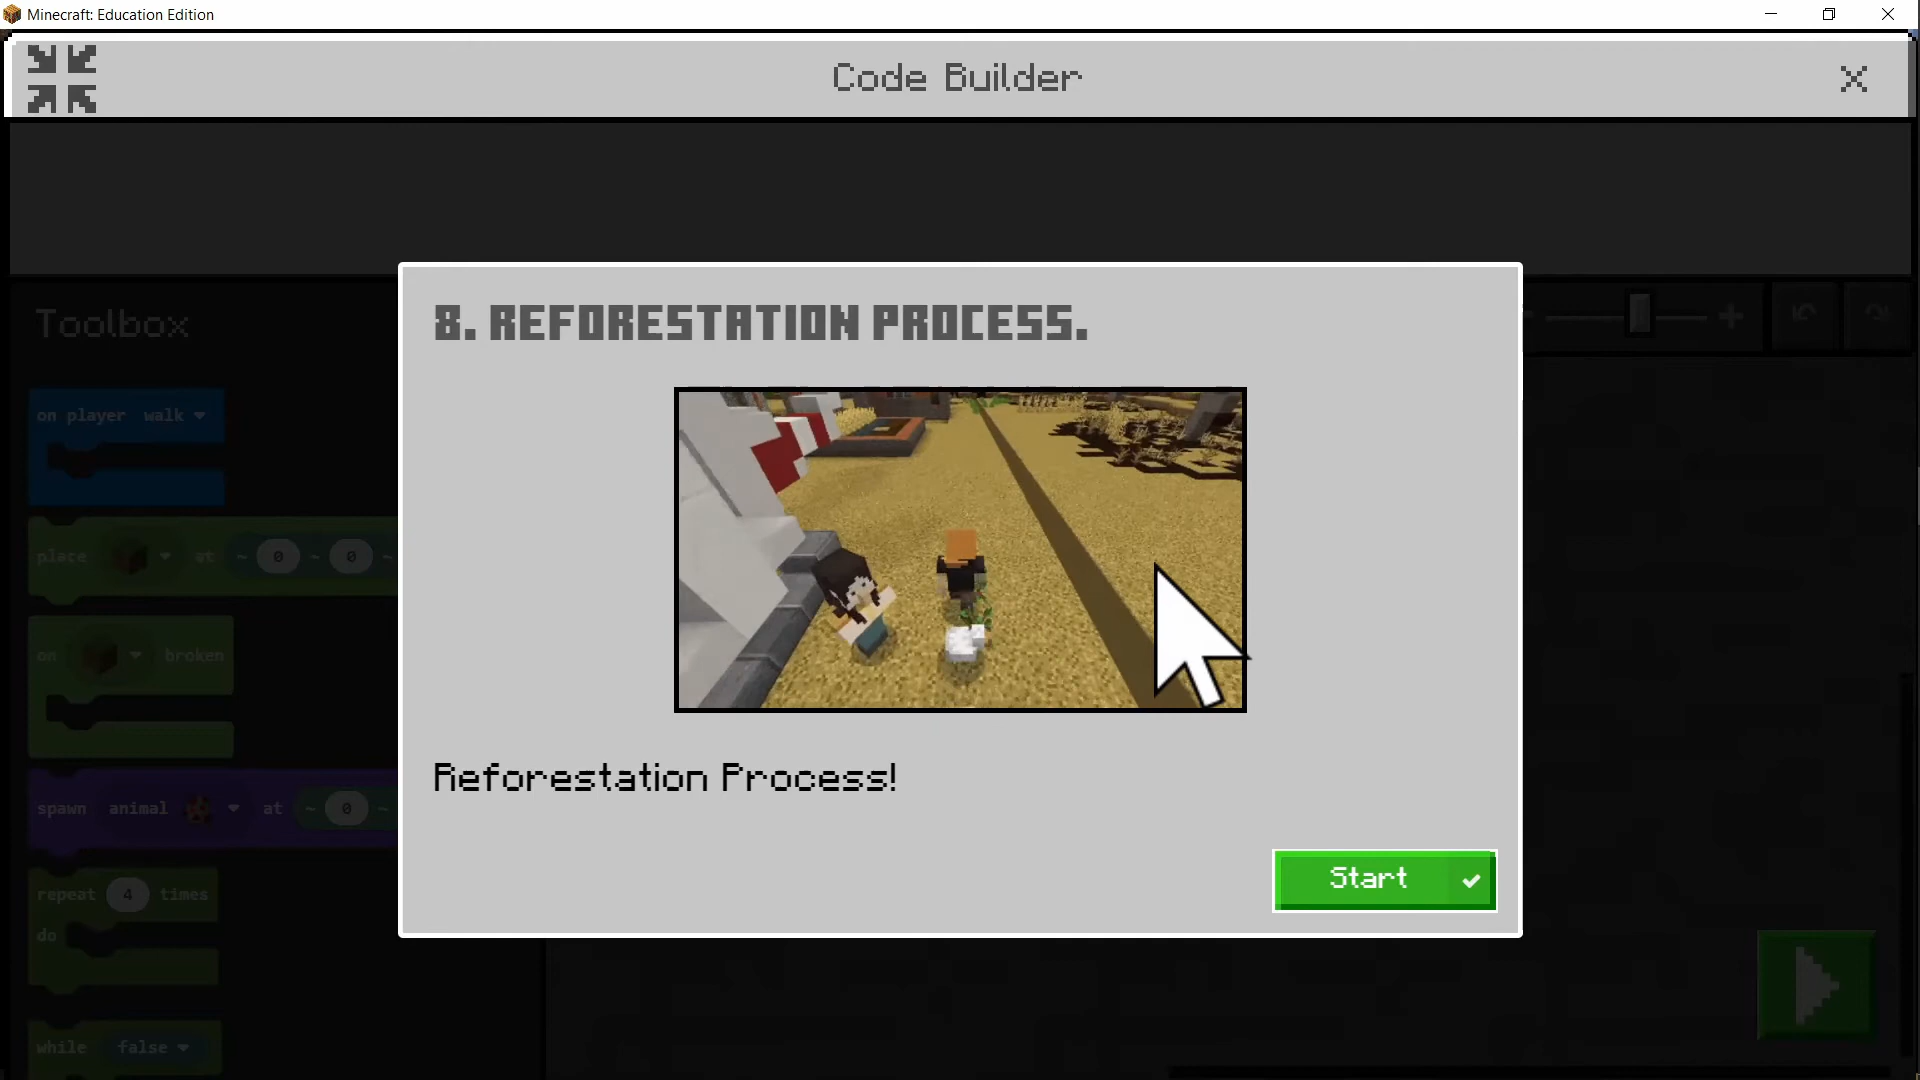 Minecraft: Education Edition
Code Builder
Toolbox
8. REFORESTATION PROCESS.
on player walk
place at ~ 0 ~ 0 ~
on broken
Reforestation Process!
spawn animal at ~ 0 ~
Start
repeat 4 times
do
while false